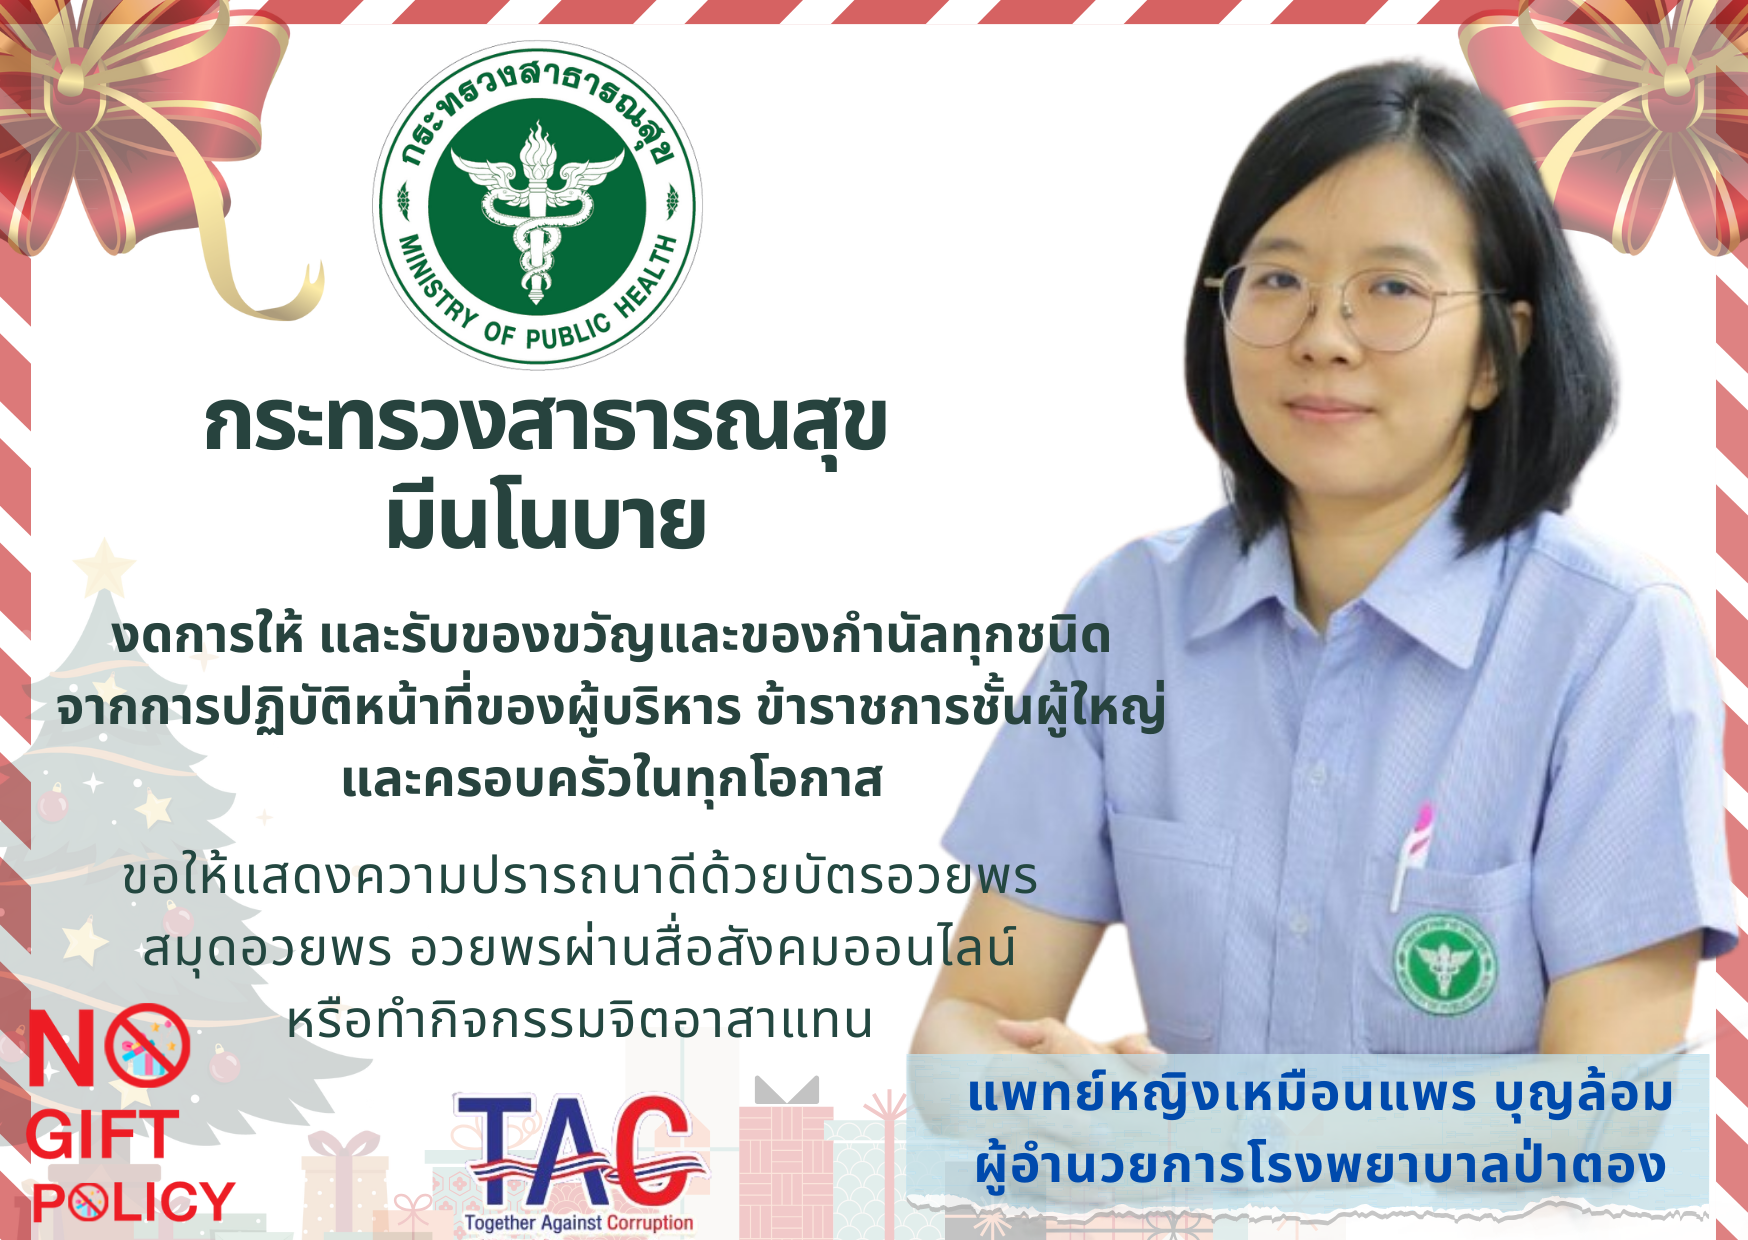 กระทรวงสาธารณสุข
MINISTRY OF PUBLIC HEALTH
กระทรวงสาธารณสุข
มีนโนบาย
งดการให้ และรับของขวัญและของกำนัลทุกชนิด
จากการปฏิบัติหน้าที่ของผู้บริหาร ข้าราชการชั้นผู้ใหญ่
และครอบครัวในทุกโอกาส
ขอให้แสดงความปรารถนาดีด้วยบัตรอวยพร
สมุดอวยพร อวยพรผ่านสื่อสังคมออนไลน์
หรือทำกิจกรรมจิตอาสาแทน
NO
GIFT
POLICY
TAC
Together Against Corruption
แพทย์หญิงเหมือนแพร บุญล้อม
ผู้อำนวยการโรงพยาบาลป่าตอง